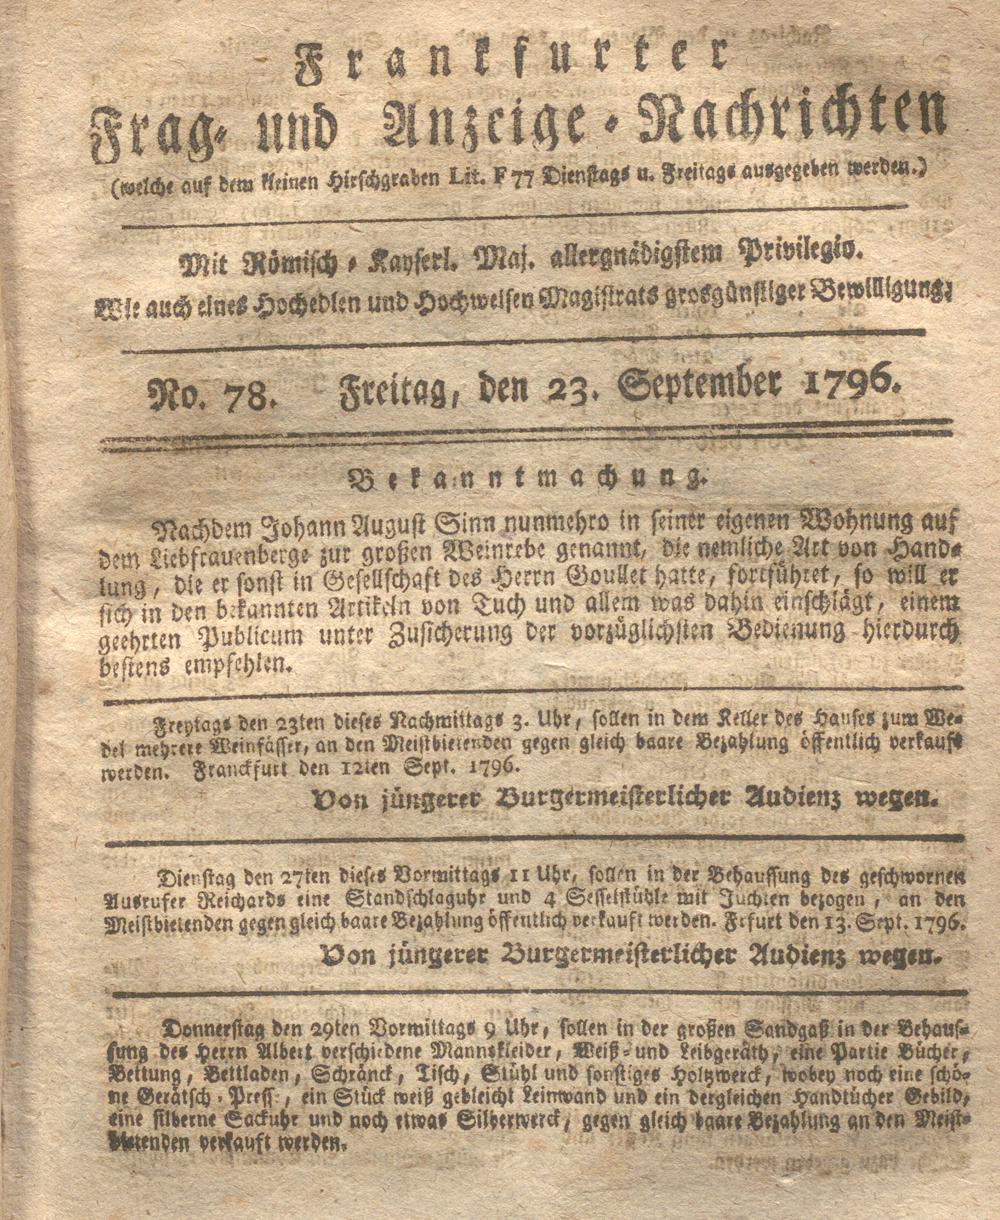 Frankfurter
Frag- und Anzeige-Nachrichten
(welche auf dem kleinen Hirschgraben Lit. F 77 Dienstags u. Freitags ausgegeben werden.)
Mit Römisch-Kayserl. Maj. allergnädigstem Privilegio.
Wie auch eines Hochedlen und Hochweisen Magistrats grosgünstiger Bewilligung.
No. 78. Freitag, den 23. September 1796.
Bekanntmachung.
Nachdem Johann August Sinn nunmehro in seiner eigenen Wohnung auf
dem Liebfrauenberge zur großen Weinrebe genannt, die nemliche Art von Hand-
lung, die er sonst in Gesellschaft des Herrn Goullet hatte, fortführet, so will er
sich in den bekannten Artikeln von Tuch und allem was dahin einschlägt, einem
geehrten Publicum unter Zusicherung der vorzüglichsten Bedienung hierdurch
bestens empfehlen.
Freytags den 23ten dieses Nachmittags 3. Uhr, sollen in dem Keller des Hauses zum We-
del mehrere Weinfässer, an den Meistbietenden gegen gleich baare Bezahlung öffentlich verkauft
werden. Franckfurt den 12ten Sept. 1796.
Von jüngerer Burgermeisterlicher Audienz wegen.
Dienstag den 27ten dieses Vormittags 11 Uhr, sollen in der Behaussung des geschwornen
Ausrufer Reichards eine Standschlaguhr und 4 Sesselstühle mit Juchten bezogen, an den
Meistbietenden gegen gleich baare Bezahlung öffentlich verkauft werden. Frfurt den 13. Sept. 1796.
Von jüngerer Burgermeisterlicher Audienz wegen.
Donnerstag den 29ten Vormittags 9 Uhr, sollen in der großen Sandgaß in der Behaus-
sung des Herrn Albert verschiedene Mannskleider, Weiß- und Leibgeräth, eine Partie Bücher,
Bettung, Bettladen, Schränck, Tisch, Stühl und sonstiges Holtzwerck, wobey noch eine schö-
ne Gerätsch-Press, ein Stück weiß gebleicht Leinwand und ein dergleichen Handtücher Gebild,
eine silberne Sackuhr und noch etwas Silberwerck, gegen gleich baare Bezahlung an den Meist-
bietenden verkauft werden.